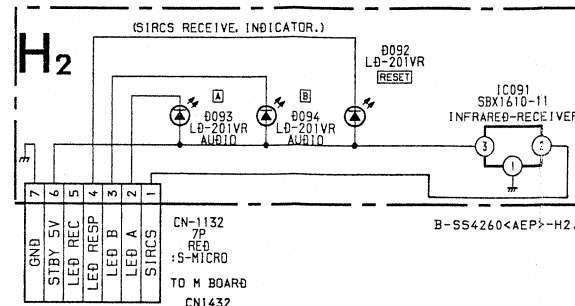 H2
(SIRCS RECEIVE, INDICATOR.)
D092
LD-201VR
RESET
A
B
D093
LD-201VR
AUDIO
D094
LD-201VR
AUDIO
IC091
SBX1610-11
INFRARED-RECEIVER
3
2
1
7
6
5
4
3
2
1
GND
STBY 5V
LED REC
LED RESP
LED B
LED A
SIRCS
CN-1132
7P
RED
:S-MICRO
TO M BOARD
CN1432
B-SS4260<AEP>-H2.